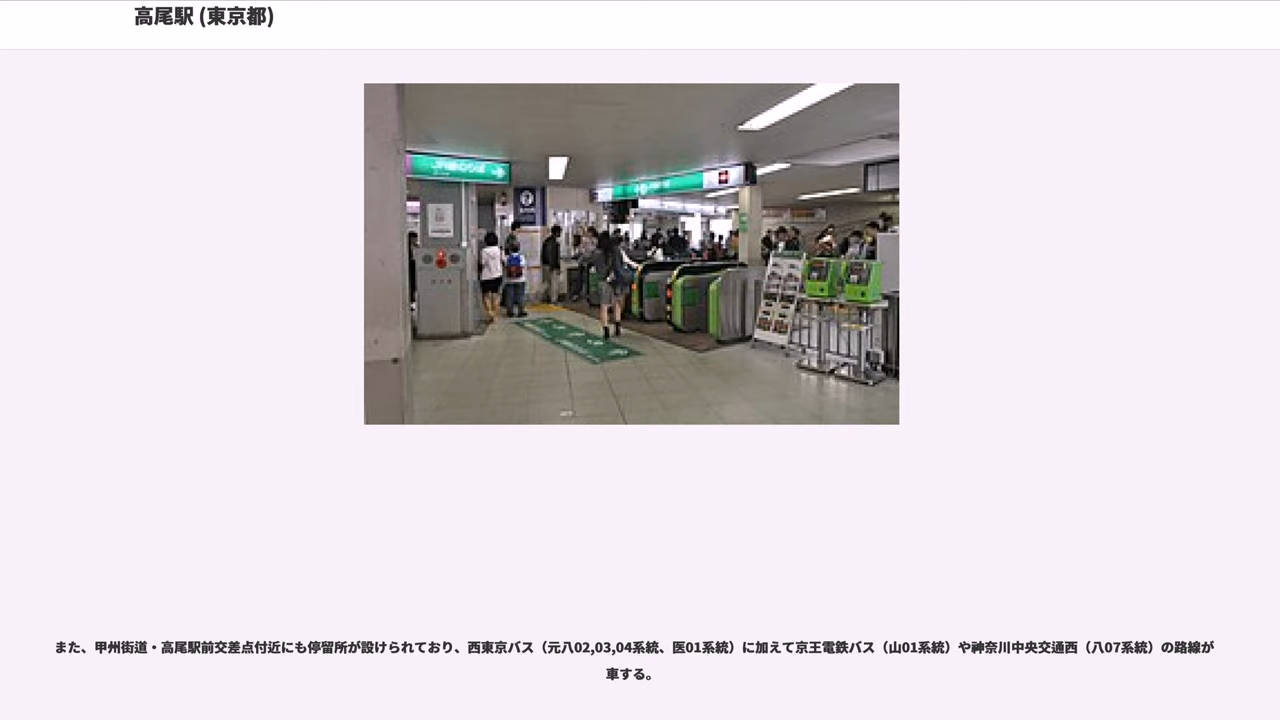 高尾駅 (東京都)
また、甲州街道・高尾駅前交差点付近にも停留所が設けられており、西東京バス（元八02,03,04系統、医01系統）に加えて京王電鉄バス（山01系統）や神奈川中央交通西（八07系統）の路線が
車する。